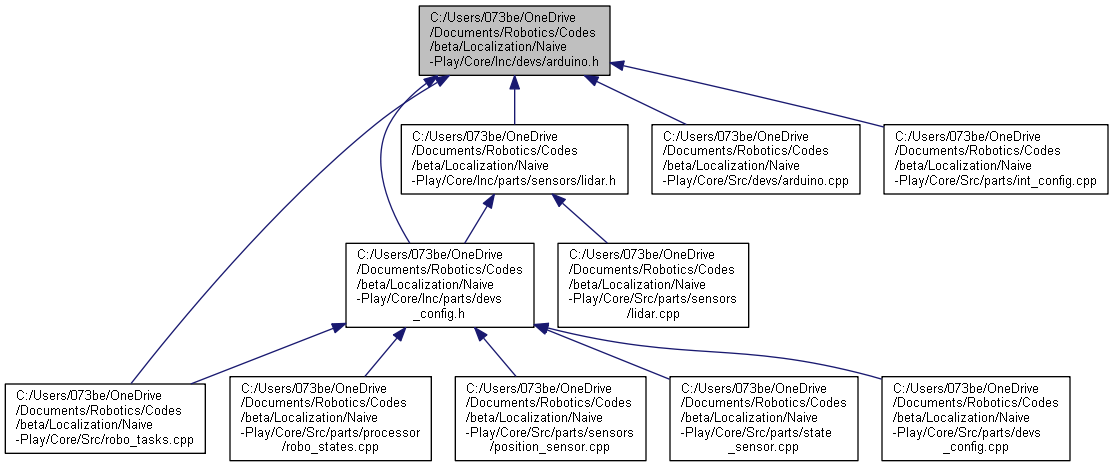 C:/Users/073be/OneDrive
/Documents/Robotics/Codes
/beta/Localization/Naive
-Play/Core/Inc/devs/arduino.h
C:/Users/073be/OneDrive
/Documents/Robotics/Codes
/beta/Localization/Naive
-Play/Core/Inc/parts/sensors/lidar.h
C:/Users/073be/OneDrive
/Documents/Robotics/Codes
/beta/Localization/Naive
-Play/Core/Src/devs/arduino.cpp
C:/Users/073be/OneDrive
/Documents/Robotics/Codes
/beta/Localization/Naive
-Play/Core/Src/parts/int_config.cpp
C:/Users/073be/OneDrive
/Documents/Robotics/Codes
/beta/Localization/Naive
-Play/Core/Inc/parts/devs
_config.h
C:/Users/073be/OneDrive
/Documents/Robotics/Codes
/beta/Localization/Naive
-Play/Core/Src/parts/sensors
/lidar.cpp
C:/Users/073be/OneDrive
/Documents/Robotics/Codes
/beta/Localization/Naive
-Play/Core/Src/robo_tasks.cpp
C:/Users/073be/OneDrive
/Documents/Robotics/Codes
/beta/Localization/Naive
-Play/Core/Src/parts/processor
/robo_states.cpp
C:/Users/073be/OneDrive
/Documents/Robotics/Codes
/beta/Localization/Naive
-Play/Core/Src/parts/sensors
/position_sensor.cpp
C:/Users/073be/OneDrive
/Documents/Robotics/Codes
/beta/Localization/Naive
-Play/Core/Src/parts/state
_sensor.cpp
C:/Users/073be/OneDrive
/Documents/Robotics/Codes
/beta/Localization/Naive
-Play/Core/Src/parts/devs
_config.cpp